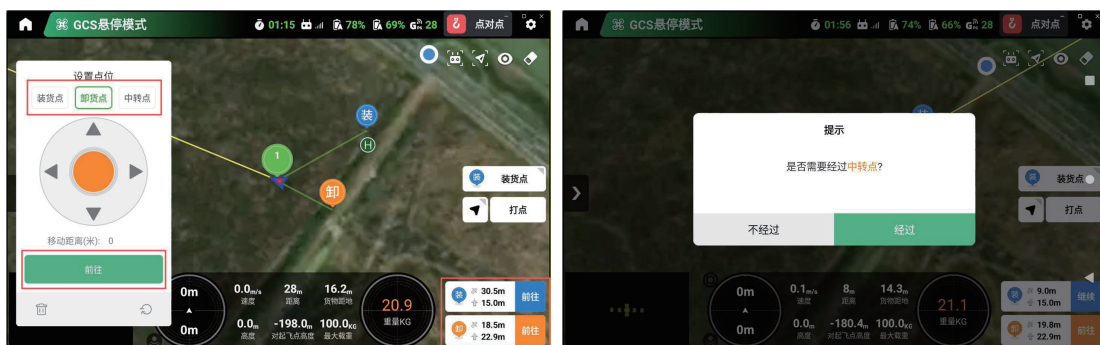 GCS悬停模式
01:15
78%
69%
28
点对点
设置点位
装货点 卸货点 中转点
移动距离(米): 0
前往
装
H
1
卸
装 装货点
打点
0m
0m
0.0m/s 28m 16.2m
速度 距离 货物距地
0.0m -198.0m 100.0KG
高度 对起飞点高度 最大载重
20.9
重量KG
装 30.5m
15.0m
前往
卸 18.5m
22.9m
前往
GCS悬停模式
01:56
74%
66%
28
点对点
提示
是否需要经过中转点?
不经过 经过
装 装货点
打点
0m
0m
0.1m/s 8m 14.3m
速度 距离 货物距地
0.0m -180.4m 100.0KG
高度 对起飞点高度 最大载重
21.1
重量KG
装 9.0m
15.0m
继续
卸 19.8m
22.9m
前往